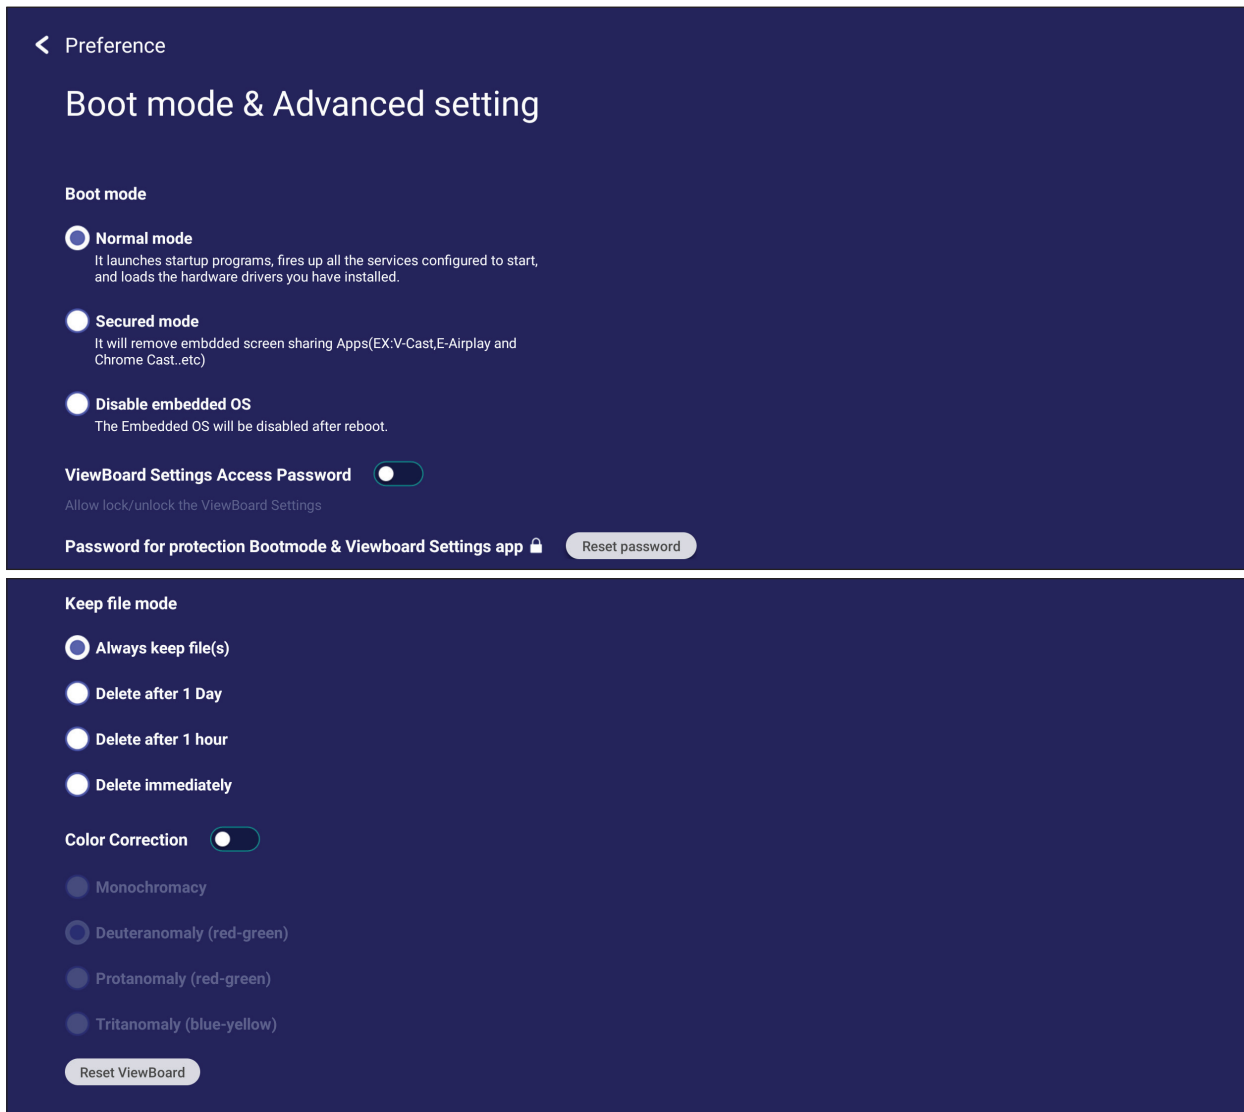 Preference
Boot mode & Advanced setting
Boot mode
Normal mode
It launches startup programs, fires up all the services configured to start,
and loads the hardware drivers you have installed.
Secured mode
It will remove embdded screen sharing Apps(EX:V-Cast,E-Airplay and
Chrome Cast..etc)
Disable embedded OS
The Embedded OS will be disabled after reboot.
ViewBoard Settings Access Password
Allow lock/unlock the ViewBoard Settings
Password for protection Bootmode & Viewboard Settings app Reset password
Keep file mode
Always keep file(s)
Delete after 1 Day
Delete after 1 hour
Delete immediately
Color Correction
Monochromacy
Deuteranomaly (red-green)
Protanomaly (red-green)
Tritanomaly (blue-yellow)
Reset ViewBoard